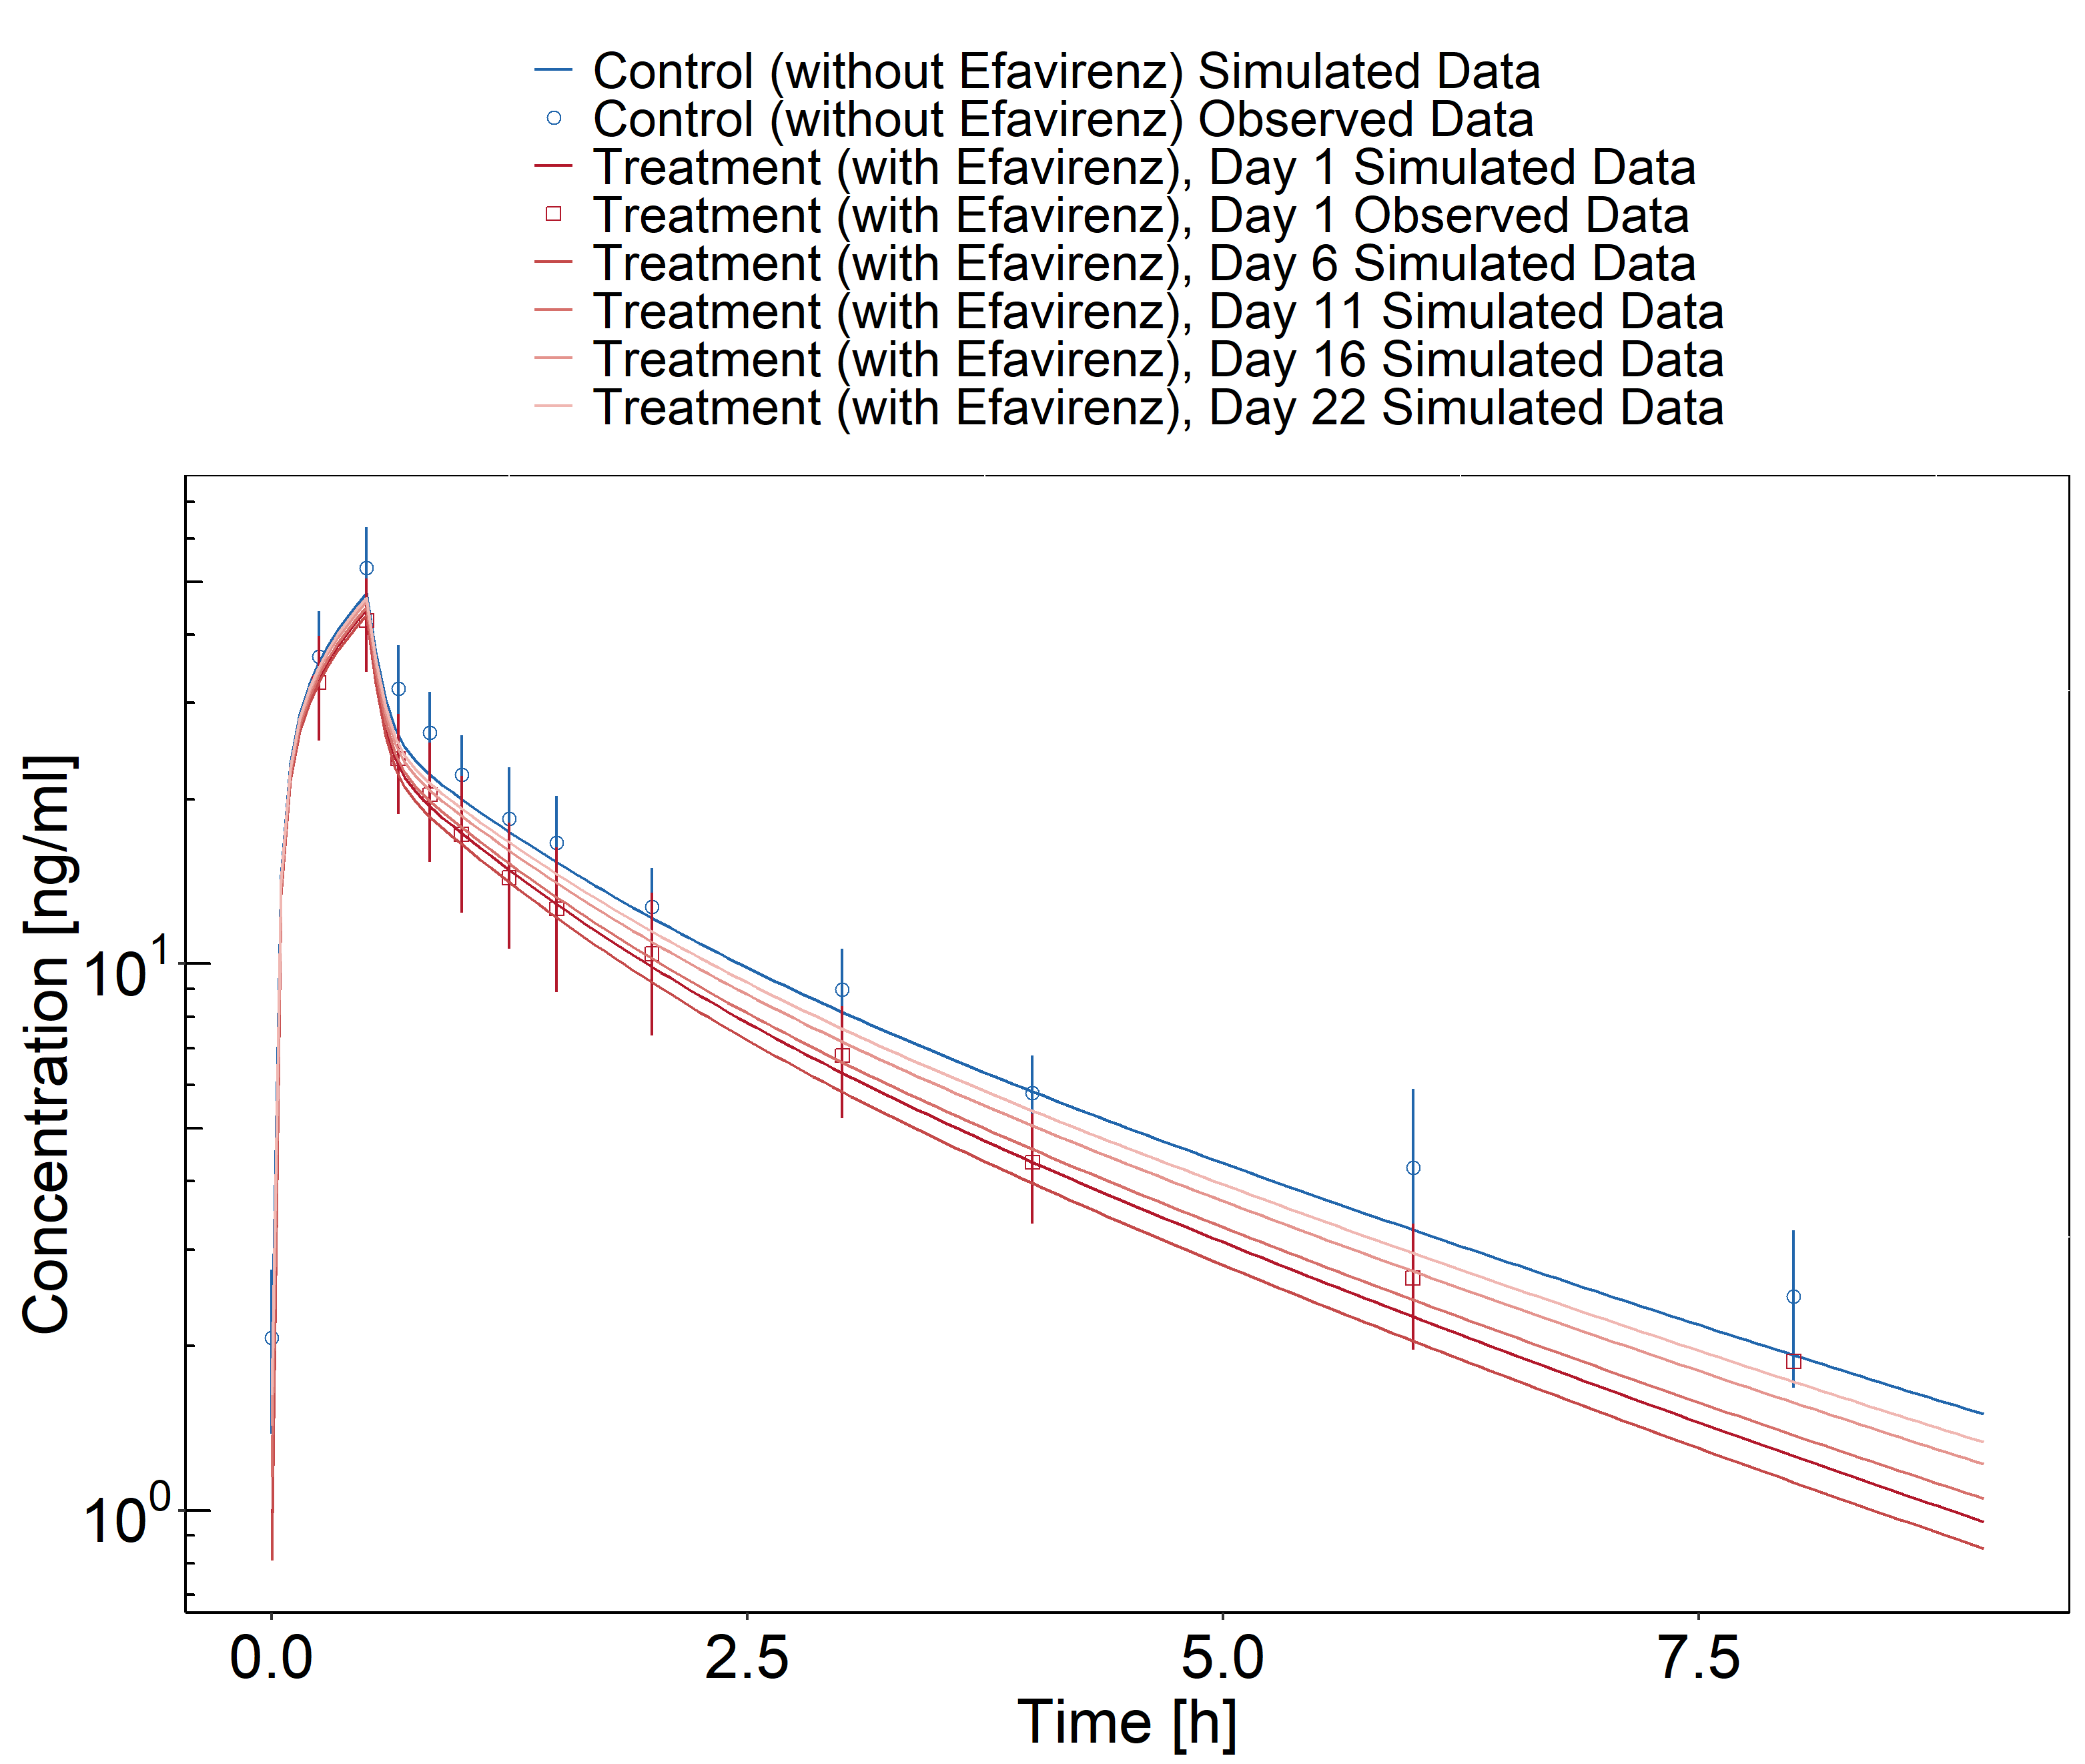 Control (without Efavirenz) Simulated Data
Control (without Efavirenz) Observed Data
Treatment (with Efavirenz), Day 1 Simulated Data
Treatment (with Efavirenz), Day 1 Observed Data
Treatment (with Efavirenz), Day 6 Simulated Data
Treatment (with Efavirenz), Day 11 Simulated Data
Treatment (with Efavirenz), Day 16 Simulated Data
Treatment (with Efavirenz), Day 22 Simulated Data
Concentration [ng/ml]
10¹
10⁰
0.0 2.5 5.0 7.5
Time [h]